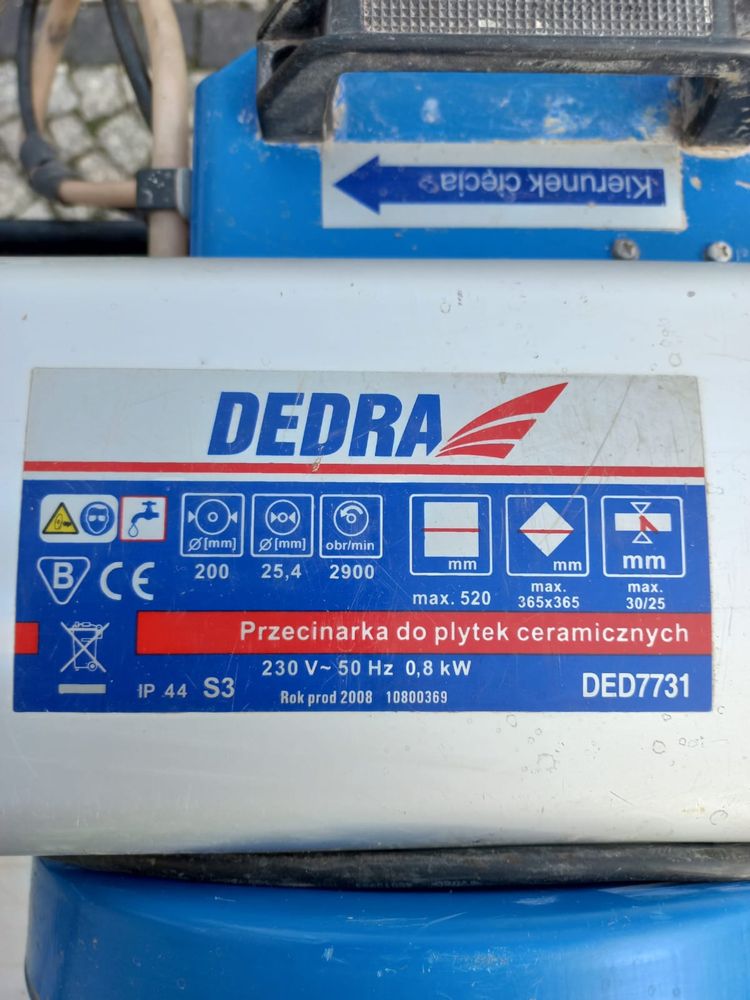 Kierunek cięcia
DEDRA
Ø [mm] Ø [mm] obr/min mm mm mm
200 25,4 2900 max. 520 max. 365x365 max. 30/25
B CE
Przecinarka do plytek ceramicznych
230 V~ 50 Hz 0,8 kW
IP 44 S3 Rok prod 2008 10800369 DED7731